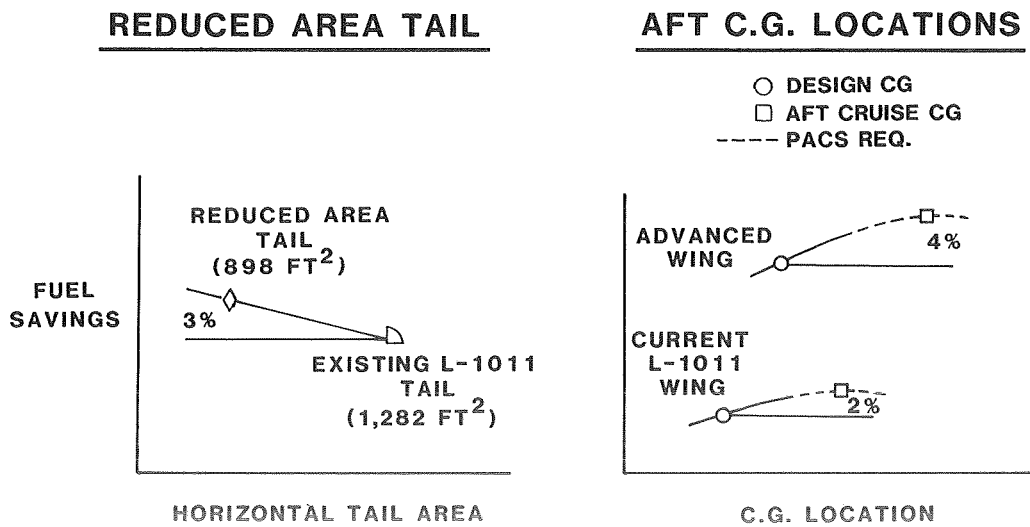 REDUCED AREA TAIL
REDUCED AREA
TAIL
(898 FT²)
FUEL
SAVINGS
3%
EXISTING L-1011
TAIL
(1,282 FT²)
HORIZONTAL TAIL AREA
AFT C.G. LOCATIONS
DESIGN CG
AFT CRUISE CG
PACS REQ.
ADVANCED
WING
4%
CURRENT
L-1011
WING
2%
C.G. LOCATION